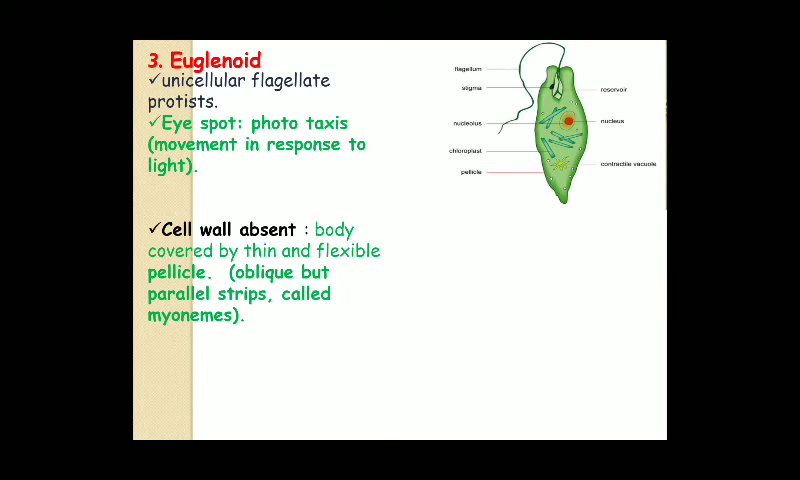 3. Euglenoid
✓unicellular flagellate
protists.
✓Eye spot: photo taxis
(movement in response to
light).
✓Cell wall absent : body
covered by thin and flexible
pellicle. (oblique but
parallel strips, called
myonemes).
flagellum
stigma
nucleolus
chloroplast
pellicle
reservoir
nucleus
contractile vacuole